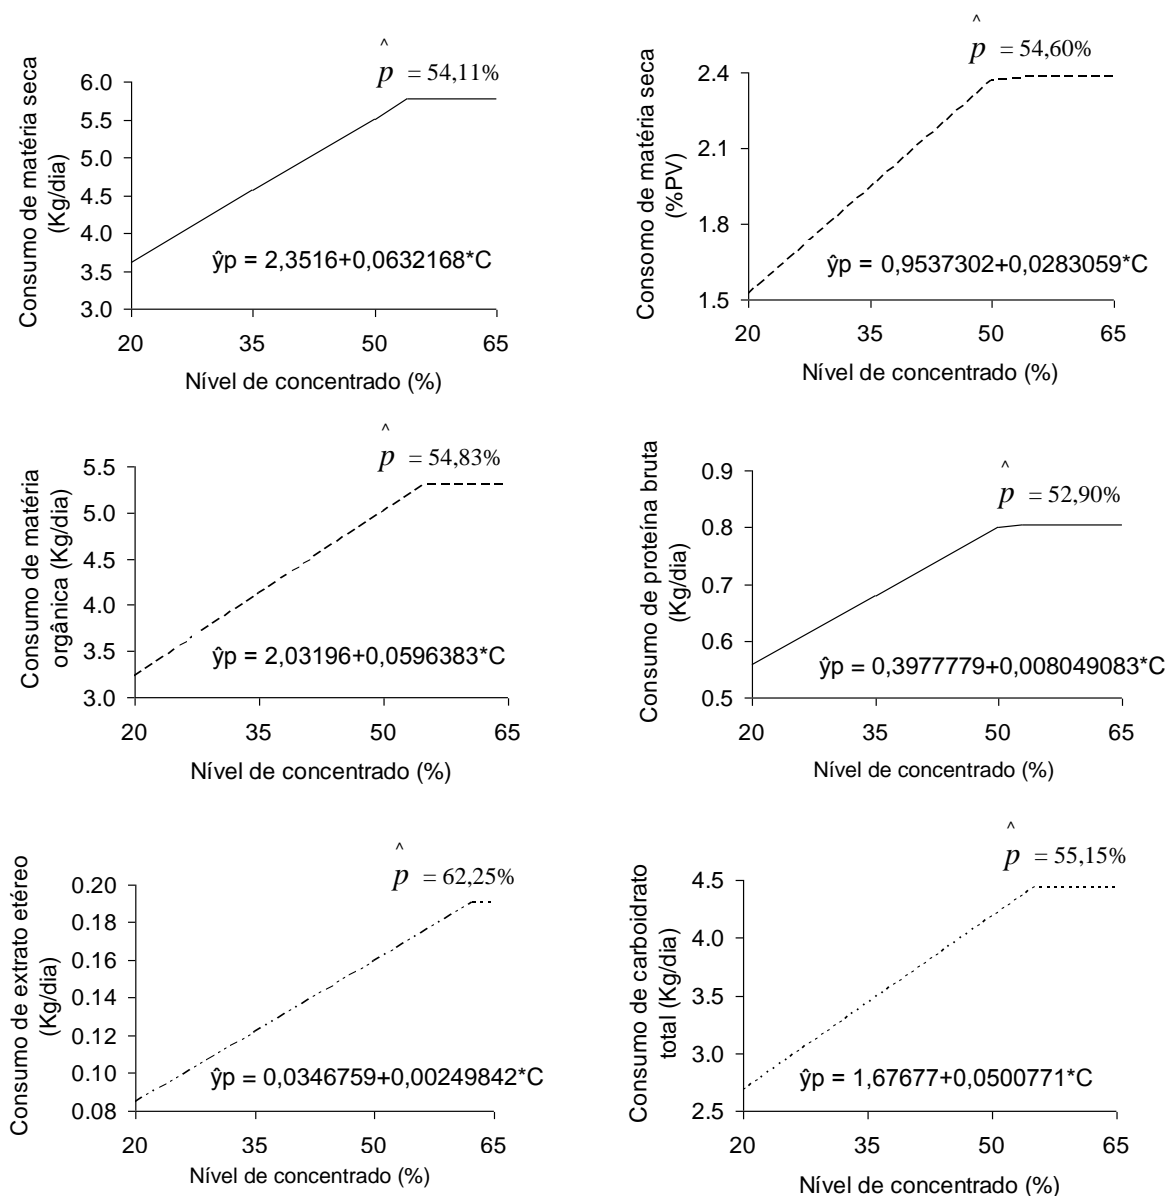 ^
p = 54,11%
Consumo de matéria seca
(Kg/dia)
6.0
5.5
5.0
4.5
4.0
3.5
3.0
ŷp = 2,3516+0,0632168*C
20 35 50 65
Nível de concentrado (%)
^
p = 54,60%
Consomo de matéria seca
(%PV)
2.4
2.1
1.8
1.5
ŷp = 0,9537302+0,0283059*C
20 35 50 65
Nível de concentrado (%)
^
p = 54,83%
Consumo de matéria
orgânica (Kg/dia)
5.5
5.0
4.5
4.0
3.5
3.0
ŷp = 2,03196+0,0596383*C
20 35 50 65
Nível de concentrado (%)
^
p = 52,90%
Consumo de proteína bruta
(Kg/dia)
0.9
0.8
0.7
0.6
0.5
ŷp = 0,3977779+0,008049083*C
20 35 50 65
Nível de concentrado (%)
^
p = 62,25%
Consumo de extrato etéreo
(Kg/dia)
0.20
0.18
0.16
0.14
0.12
0.10
0.08
ŷp = 0,0346759+0,00249842*C
20 35 50 65
Nível de concentrado (%)
^
p = 55,15%
Consumo de carboidrato
total (Kg/dia)
4.5
4.0
3.5
3.0
2.5
ŷp = 1,67677+0,0500771*C
20 35 50 65
Nível de concentrado (%)